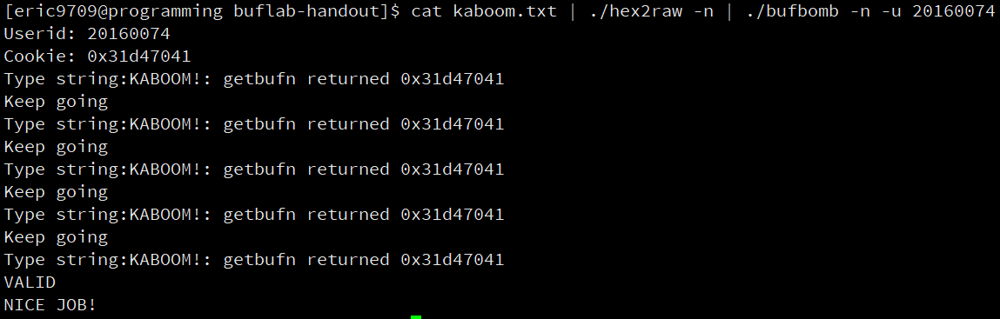 [eric9709@programming buflab-handout]$ cat kaboom.txt | ./hex2raw -n | ./bufbomb -n -u 20160074
Userid: 20160074
Cookie: 0x31d47041
Type string:KABOOM!: getbufn returned 0x31d47041
Keep going
Type string:KABOOM!: getbufn returned 0x31d47041
Keep going
Type string:KABOOM!: getbufn returned 0x31d47041
Keep going
Type string:KABOOM!: getbufn returned 0x31d47041
Keep going
Type string:KABOOM!: getbufn returned 0x31d47041
VALID
NICE JOB!